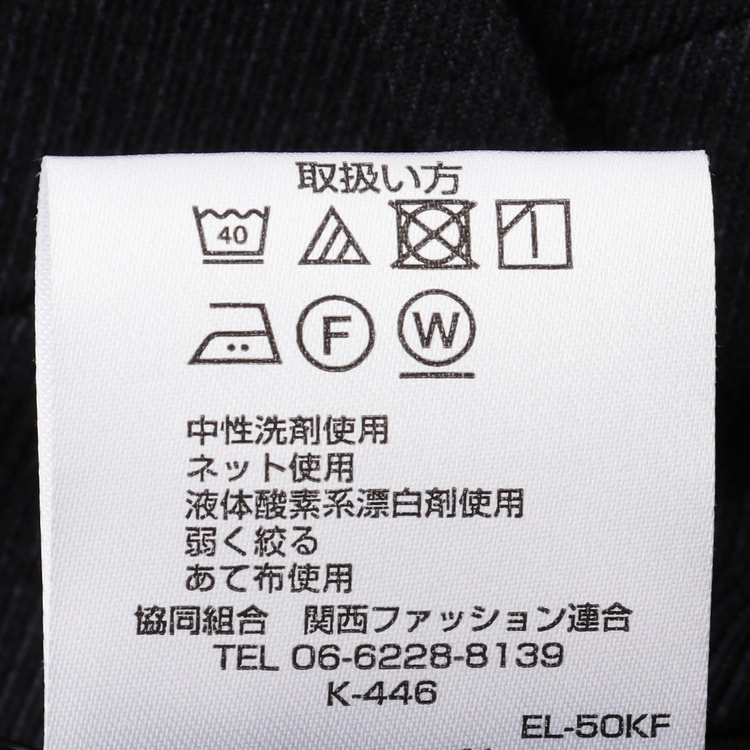 取扱い方
40
F W
中性洗剤使用
ネット使用
液体酸素系漂白剤使用
弱く絞る
あて布使用
協同組合 関西ファッション連合
TEL 06-6228-8139
K-446
EL-50KF